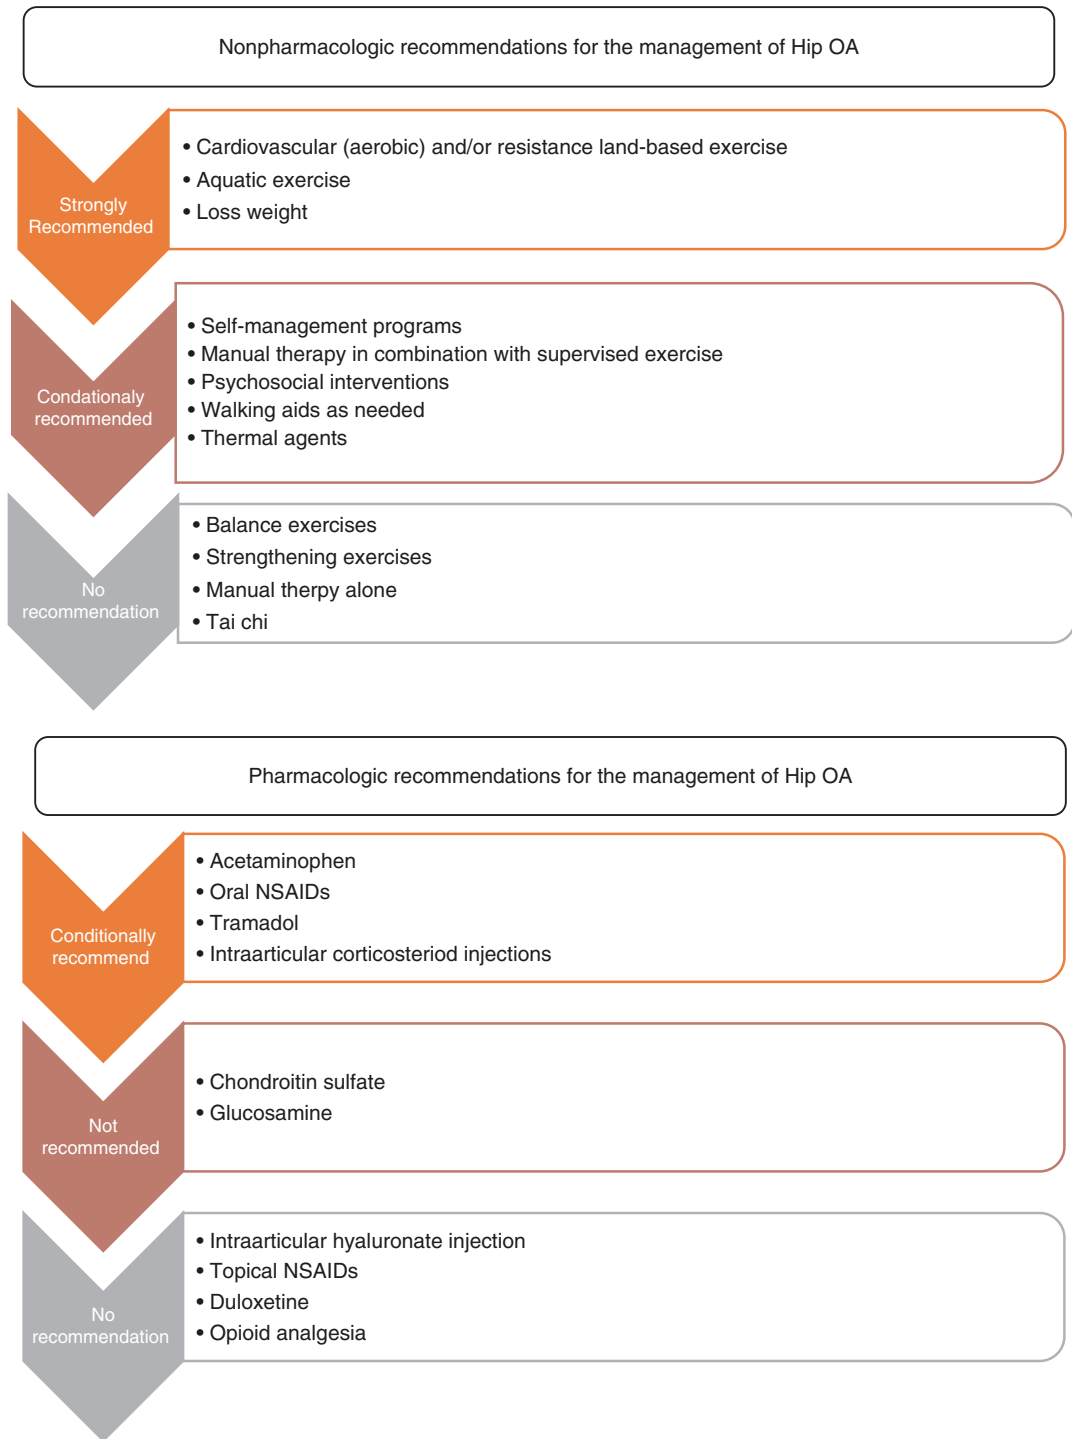 Nonpharmacologic recommendations for the management of Hip OA
Strongly
Recommended
• Cardiovascular (aerobic) and/or resistance land-based exercise
• Aquatic exercise
• Loss weight
Condationaly
recommended
• Self-management programs
• Manual therapy in combination with supervised exercise
• Psychosocial interventions
• Walking aids as needed
• Thermal agents
No
recommendation
• Balance exercises
• Strengthening exercises
• Manual therpy alone
• Tai chi
Pharmacologic recommendations for the management of Hip OA
Conditionally
recommend
• Acetaminophen
• Oral NSAIDs
• Tramadol
• Intraarticular corticosteriod injections
Not
recommended
• Chondroitin sulfate
• Glucosamine
No
recommendation
• Intraarticular hyaluronate injection
• Topical NSAIDs
• Duloxetine
• Opioid analgesia